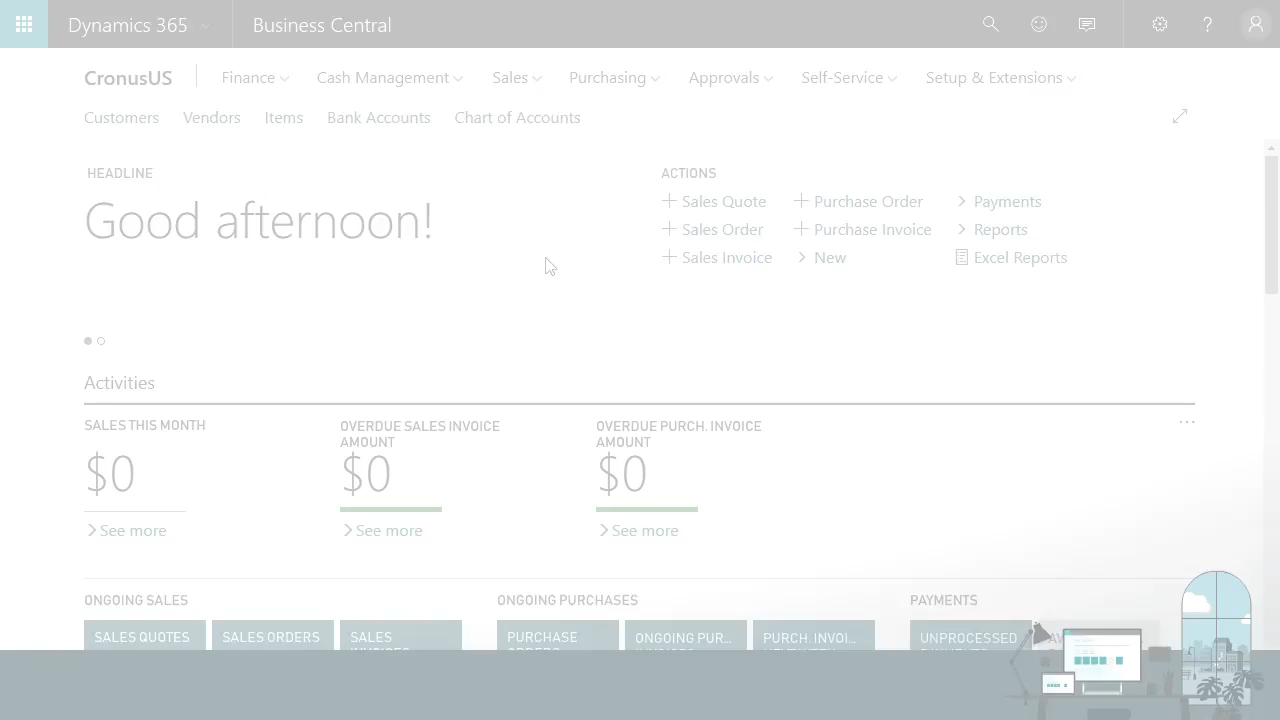 Dynamics 365 Business Central
CronusUS Finance Cash Management Sales Purchasing Approvals Self-Service Setup & Extensions
Customers Vendors Items Bank Accounts Chart of Accounts
HEADLINE
Good afternoon!
ACTIONS
Sales Quote Purchase Order Payments
Sales Order Purchase Invoice Reports
Sales Invoice New Excel Reports
Activities
SALES THIS MONTH
$0
See more
OVERDUE SALES INVOICE
AMOUNT
$0
See more
OVERDUE PURCH. INVOICE
AMOUNT
$0
See more
ONGOING SALES
SALES QUOTES SALES ORDERS SALES
ONGOING PURCHASES
PURCHASE ONGOING PUR... PURCH. INVOI...
PAYMENTS
UNPROCESSED